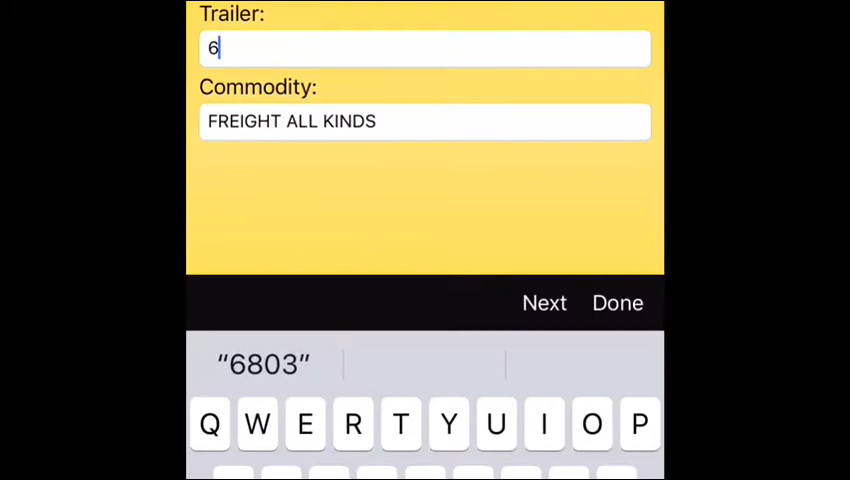 Trailer:
6
Commodity:
FREIGHT ALL KINDS
Next Done
“6803”
Q W E R T Y U I O P